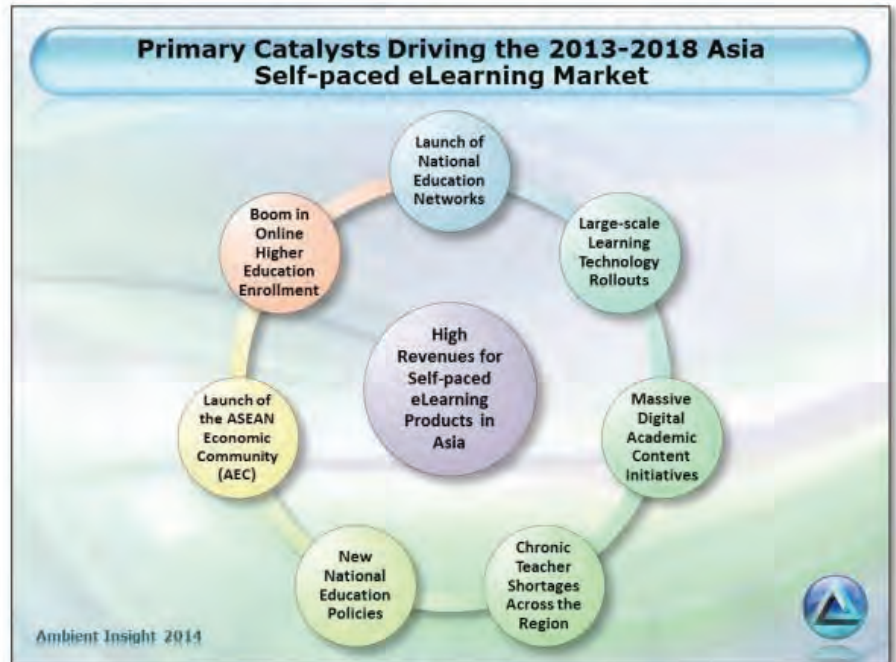 Primary Catalysts Driving the 2013-2018 Asia
Self-paced eLearning Market
Launch of
National
Education
Networks
Large-scale
Learning
Technology
Rollouts
Massive
Digital
Academic
Content
Initiatives
Chronic
Teacher
Shortages
Across the
Region
New
National
Education
Policies
Launch of
the ASEAN
Economic
Community
(AEC)
Boom in
Online
Higher
Education
Enrollment
High
Revenues for
Self-paced
eLearning
Products in
Asia
Ambient Insight 2014